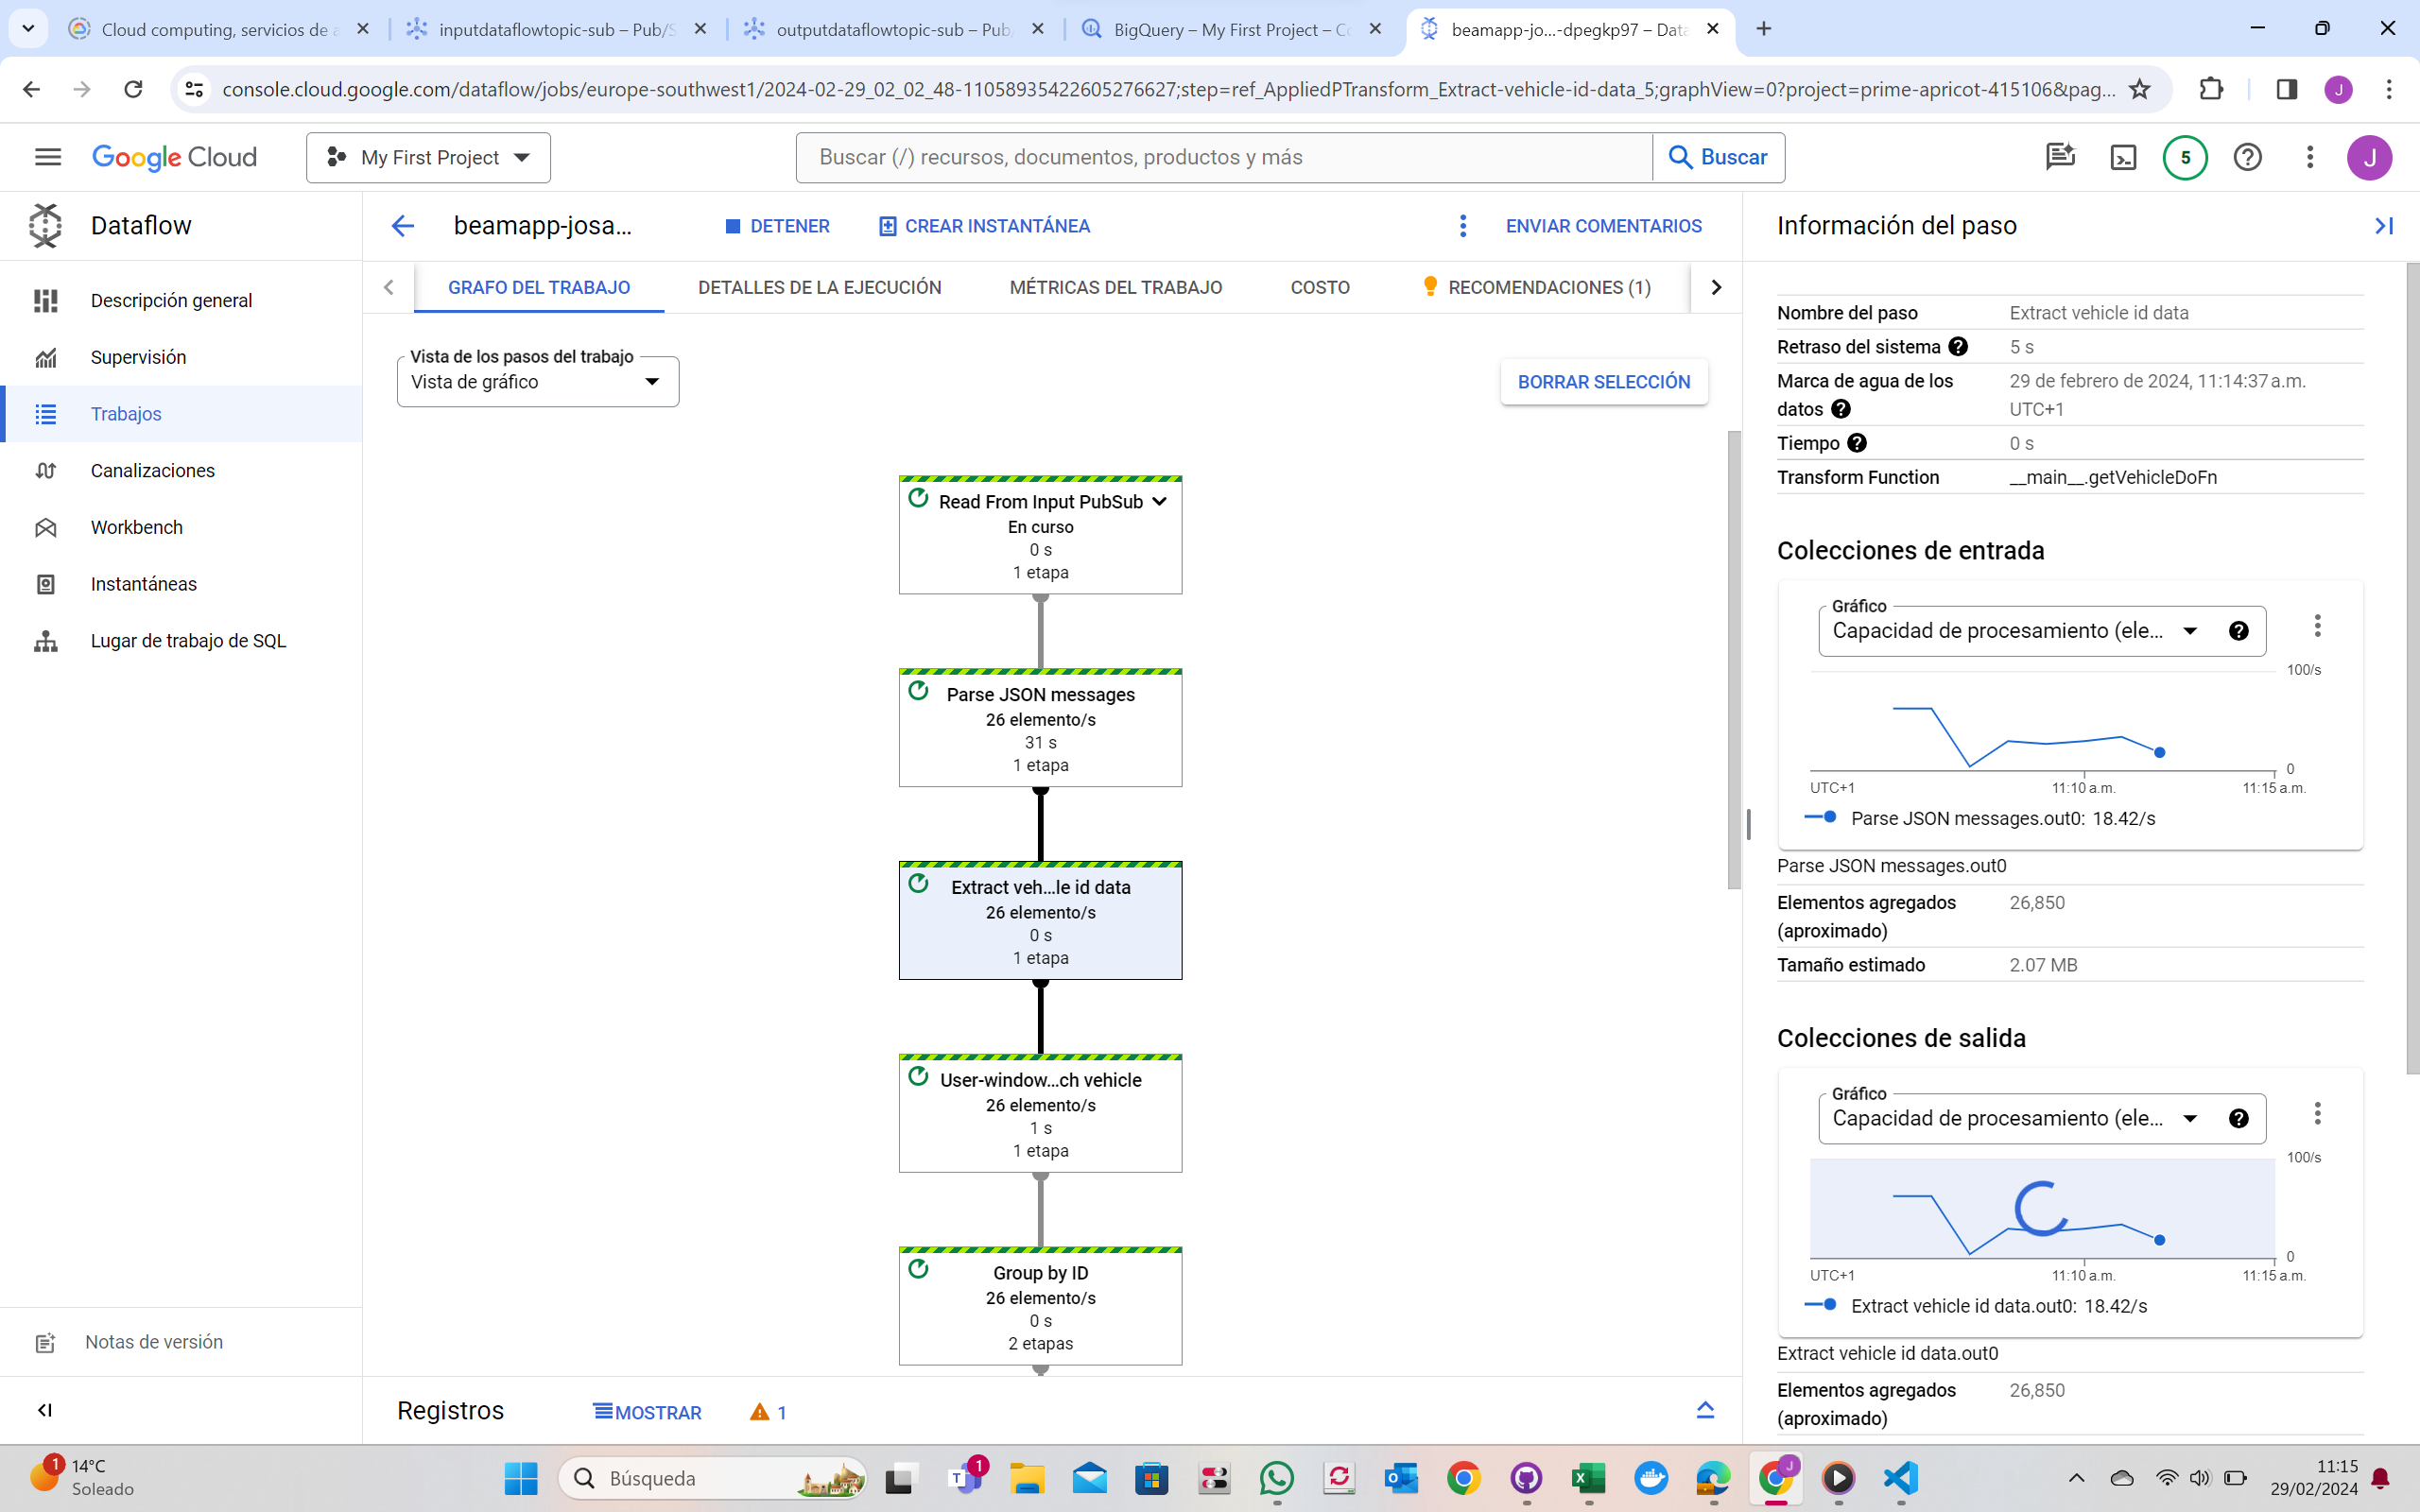 Cloud computing, servicios de a
inputdataflowtopic-sub – Pub/S
outputdataflowtopic-sub – Pub/
BigQuery – My First Project – Co
beamapp-jo...-dpegkp97 – Data
console.cloud.google.com/dataflow/jobs/europe-southwest1/2024-02-29_02_02_48-11058935422605276627;step=ref_AppliedPTransform_Extract-vehicle-id-data_5;graphView=0?project=prime-apricot-415106&pag...
J
Google Cloud
My First Project
Buscar (/) recursos, documentos, productos y más
Buscar
5
J
Dataflow
Descripción general
Supervisión
Trabajos
Canalizaciones
Workbench
Instantáneas
Lugar de trabajo de SQL
Notas de versión
beamapp-josa...
DETENER
CREAR INSTANTÁNEA
ENVIAR COMENTARIOS
GRAFO DEL TRABAJO
DETALLES DE LA EJECUCIÓN
MÉTRICAS DEL TRABAJO
COSTO
RECOMENDACIONES (1)
Vista de los pasos del trabajo
Vista de gráfico
BORRAR SELECCIÓN
Read From Input PubSub
En curso
0 s
1 etapa
Parse JSON messages
26 elemento/s
31 s
1 etapa
Extract veh...le id data
26 elemento/s
0 s
1 etapa
User-window...ch vehicle
26 elemento/s
1 s
1 etapa
Group by ID
26 elemento/s
0 s
2 etapas
Registros
MOSTRAR
1
Información del paso
Nombre del paso Extract vehicle id data
Retraso del sistema 5 s
Marca de agua de los datos 29 de febrero de 2024, 11:14:37 a.m. UTC+1
Tiempo 0 s
Transform Function __main__.getVehicleDoFn
Colecciones de entrada
Gráfico
Capacidad de procesamiento (ele...
100/s
0
UTC+1 11:10 a.m. 11:15 a.m.
Parse JSON messages.out0: 18.42/s
Parse JSON messages.out0
Elementos agregados (aproximado) 26,850
Tamaño estimado 2.07 MB
Colecciones de salida
Gráfico
Capacidad de procesamiento (ele...
100/s
0
UTC+1 11:10 a.m. 11:15 a.m.
Extract vehicle id data.out0: 18.42/s
Extract vehicle id data.out0
Elementos agregados (aproximado) 26,850
1
14°C
Soleado
Búsqueda
1
J
11:15
29/02/2024